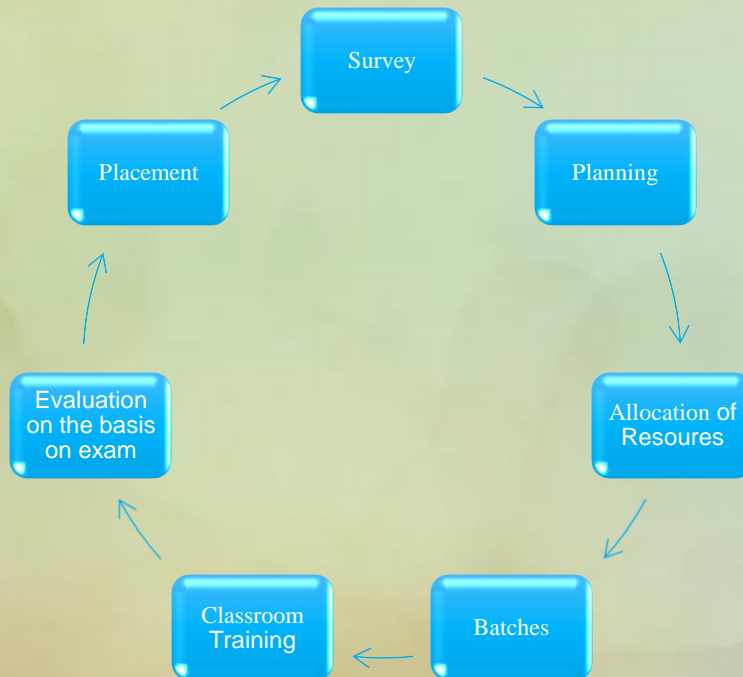 Survey
Planning
Allocation of
Resoures
Batches
Classroom
Training
Evaluation
on the basis
on exam
Placement